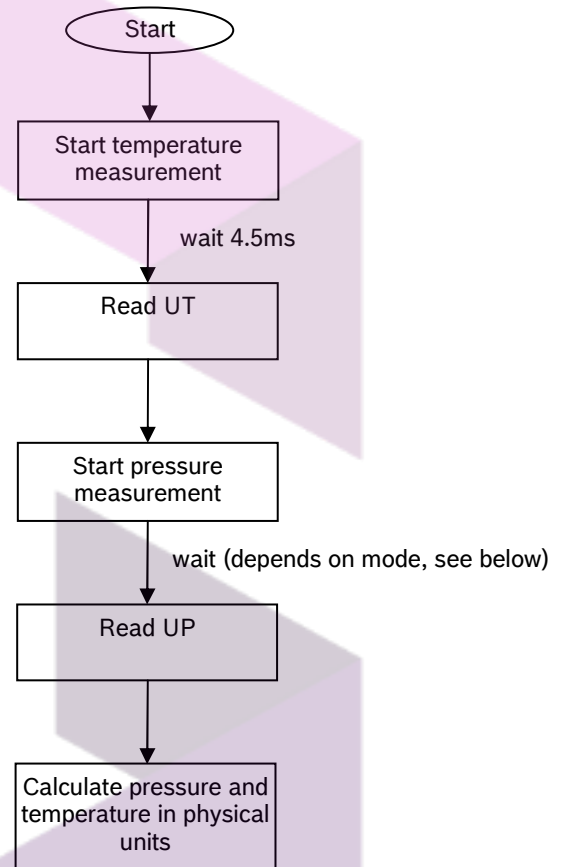 Start
Start temperature
measurement
wait 4.5ms
Read UT
Start pressure
measurement
wait (depends on mode, see below)
Read UP
Calculate pressure and
temperature in physical
units